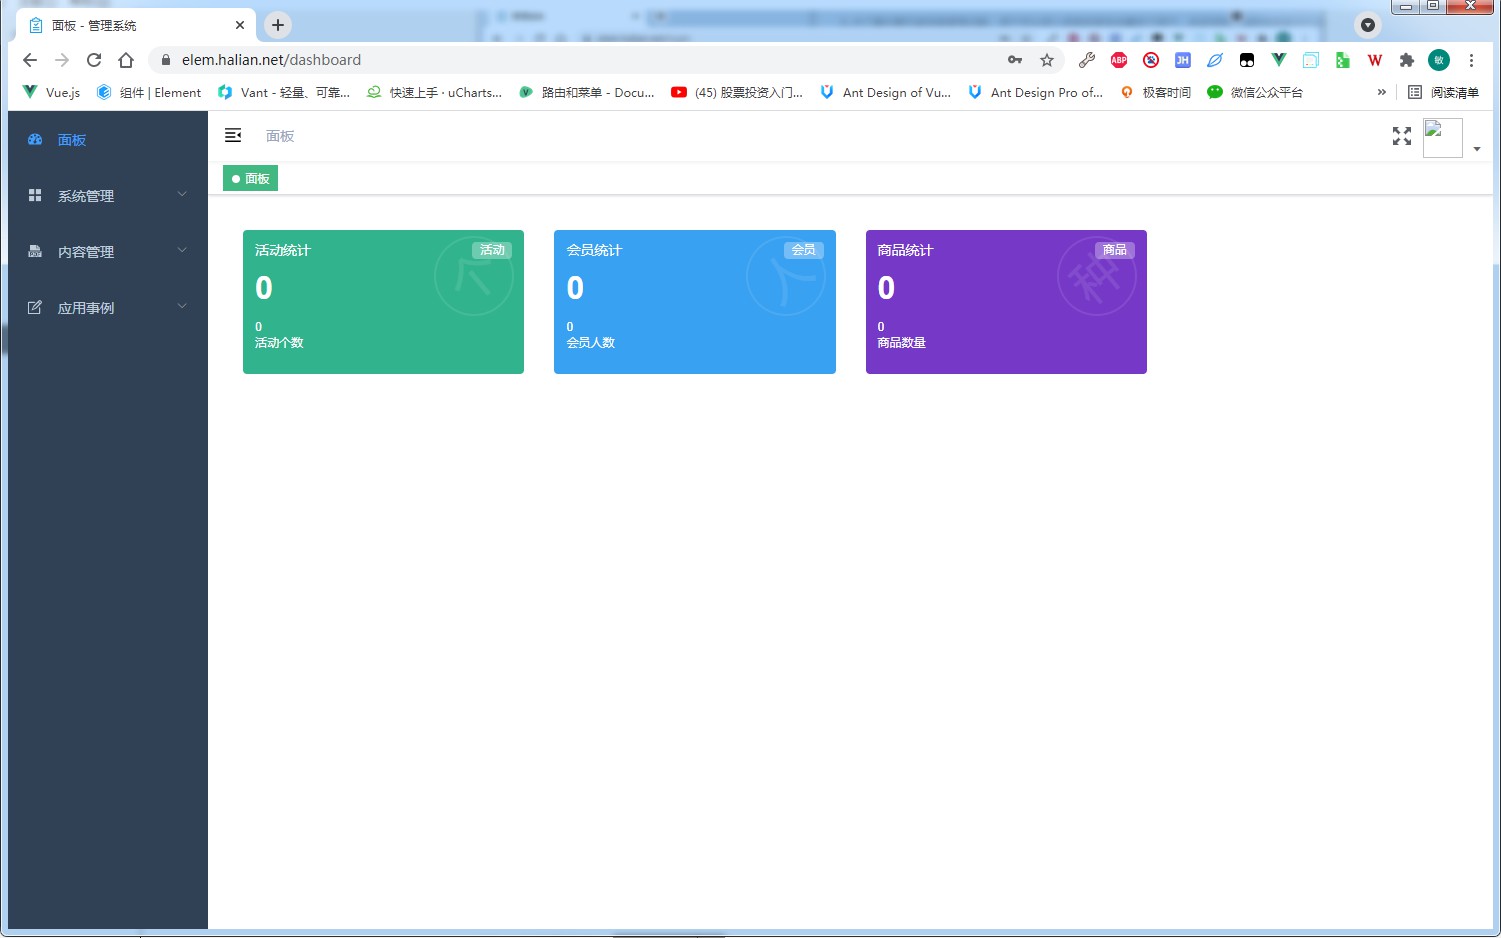 面板 - 管理系统
elem.halian.net/dashboard
ABP
JH
W
敏
Vue.js
组件 | Element
Vant - 轻量、可靠...
快速上手 · uCharts...
路由和菜单 - Docu...
(45) 股票投资入门...
Ant Design of Vu...
Ant Design Pro of...
极客时间
微信公众平台
»
阅读清单
面板
系统管理
内容管理
应用事例
面板
面板
活动统计
活动
个
0
0
活动个数
会员统计
会员
人
0
0
会员人数
商品统计
商品
种
0
0
商品数量